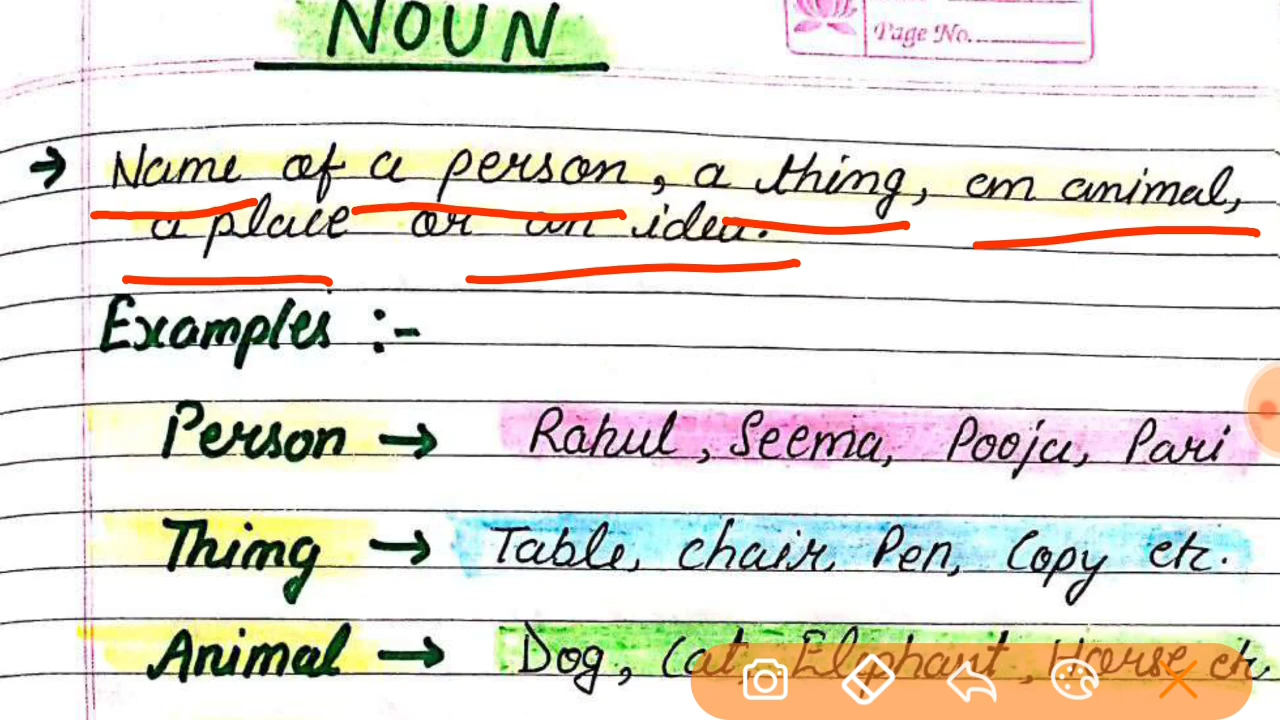 NOUN
Page No.
→ Name of a person, a thing, an animal,
a place or an idea.
Examples :-
Person → Rahul, Seema, Pooja, Pari
Thing → Table, chair, Pen, Copy etc.
Animal → Dog, Cat, Elephant, Horse etc